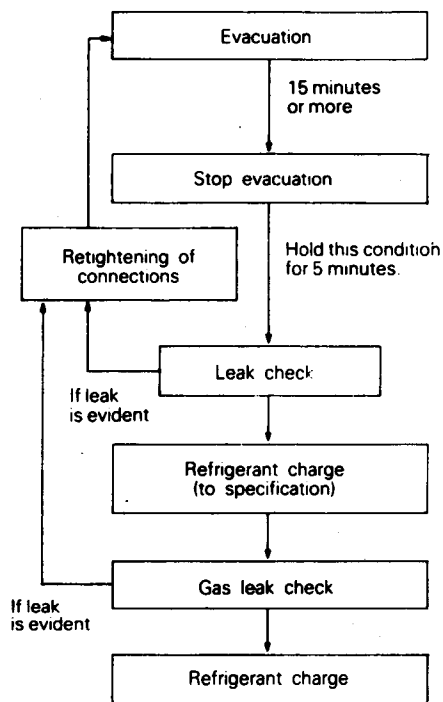 Evacuation
15 minutes
or more
Stop evacuation
Hold this condition
for 5 minutes.
Retightening of
connections
Leak check
If leak
is evident
Refrigerant charge
(to specification)
Gas leak check
If leak
is evident
Refrigerant charge